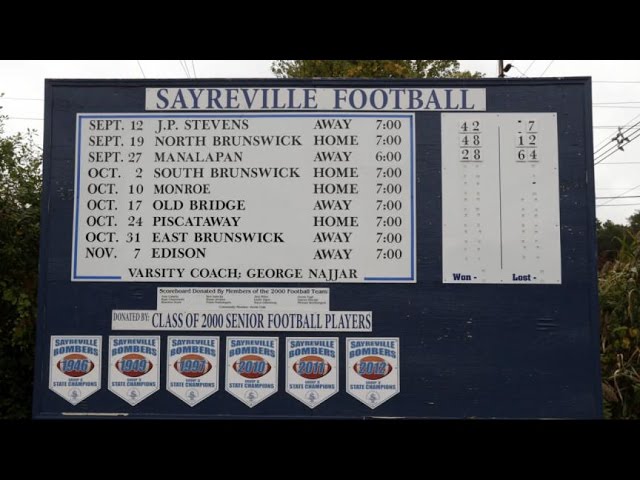 SAYREVILLE FOOTBALL
SEPT. 12 J.P. STEVENS AWAY 7:00 42 7
SEPT. 19 NORTH BRUNSWICK HOME 7:00 48 12
SEPT. 27 MANALAPAN AWAY 6:00 28 64
OCT. 2 SOUTH BRUNSWICK HOME 7:00
OCT. 10 MONROE HOME 7:00
OCT. 17 OLD BRIDGE AWAY 7:00
OCT. 24 PISCATAWAY HOME 7:00
OCT. 31 EAST BRUNSWICK AWAY 7:00
NOV. 7 EDISON AWAY 7:00
VARSITY COACH; GEORGE NAJJAR
Won - Lost -
Scoreboard Donated By Members of the 2000 Football Team
DONATED BY: CLASS OF 2000 SENIOR FOOTBALL PLAYERS
SAYREVILLE SAYREVILLE SAYREVILLE SAYREVILLE SAYREVILLE SAYREVILLE
BOMBERS BOMBERS BOMBERS BOMBERS BOMBERS BOMBERS
1946 1949 1997 2010 2011 2012
STATE CHAMPIONS STATE CHAMPIONS STATE CHAMPIONS STATE CHAMPIONS STATE CHAMPIONS STATE CHAMPIONS